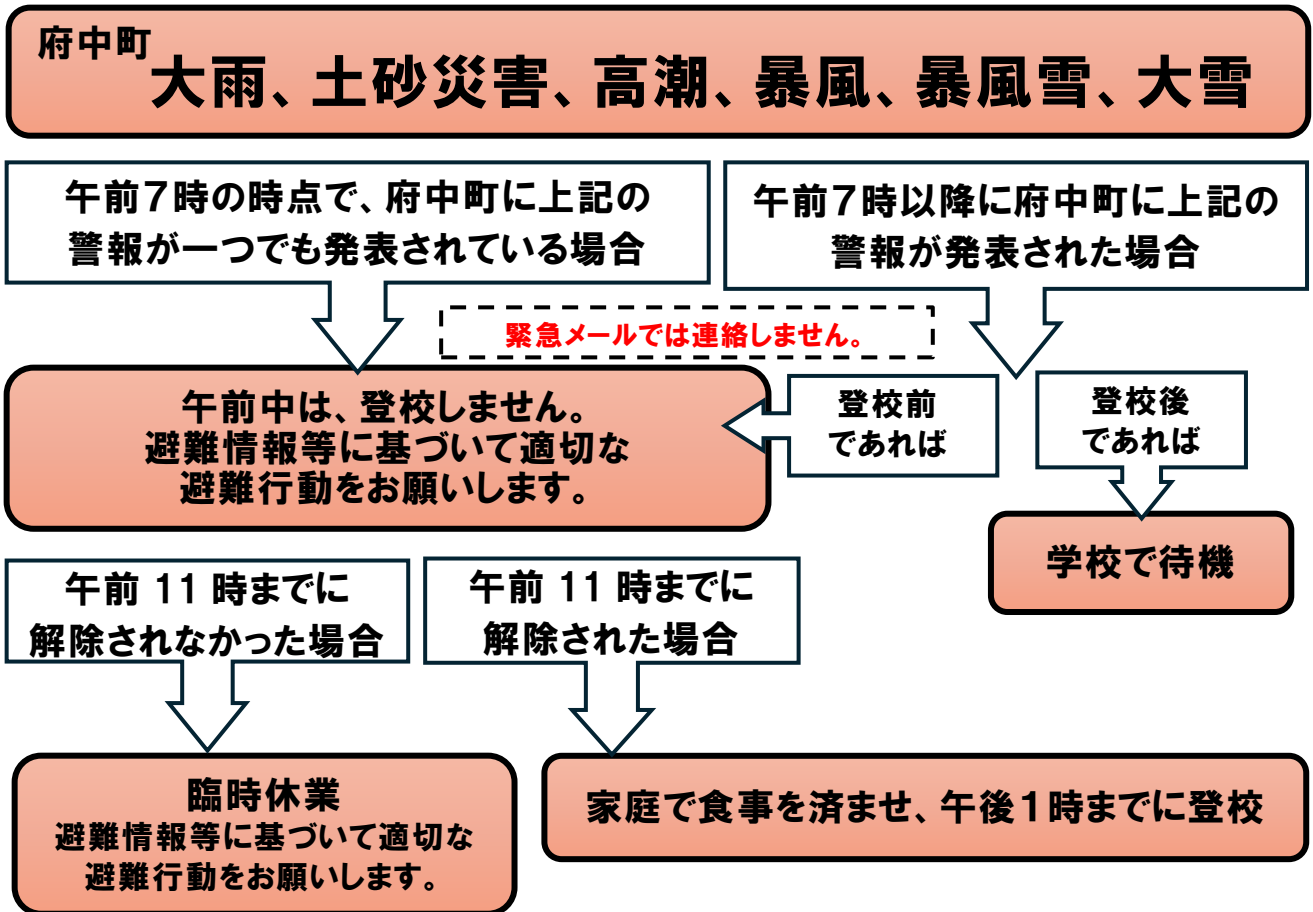 府中町
大雨、土砂災害、高潮、暴風、暴風雪、大雪
午前7時の時点で、府中町に上記の
警報が一つでも発表されている場合
午前7時以降に府中町に上記の
警報が発表された場合
緊急メールでは連絡しません。
午前中は、登校しません。
避難情報等に基づいて適切な
避難行動をお願いします。
登校前
であれば
登校後
であれば
学校で待機
午前 11 時までに
解除されなかった場合
午前 11 時までに
解除された場合
臨時休業
避難情報等に基づいて適切な
避難行動をお願いします。
家庭で食事を済ませ、午後1時までに登校